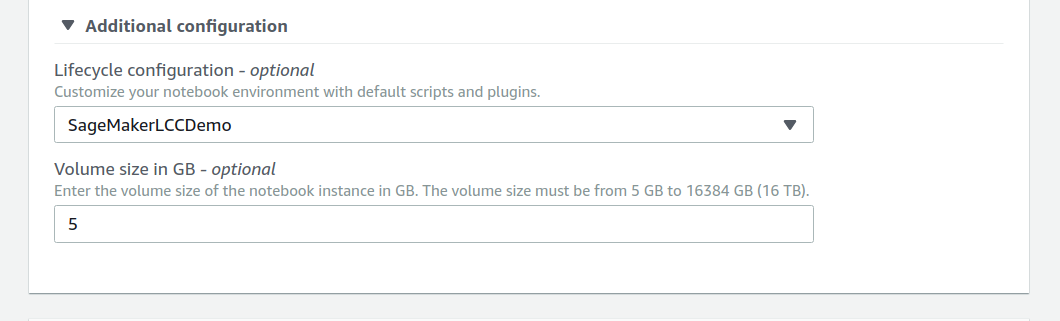 Additional configuration
Lifecycle configuration - optional
Customize your notebook environment with default scripts and plugins.
SageMakerLCCDemo
Volume size in GB - optional
Enter the volume size of the notebook instance in GB. The volume size must be from 5 GB to 16384 GB (16 TB).
5